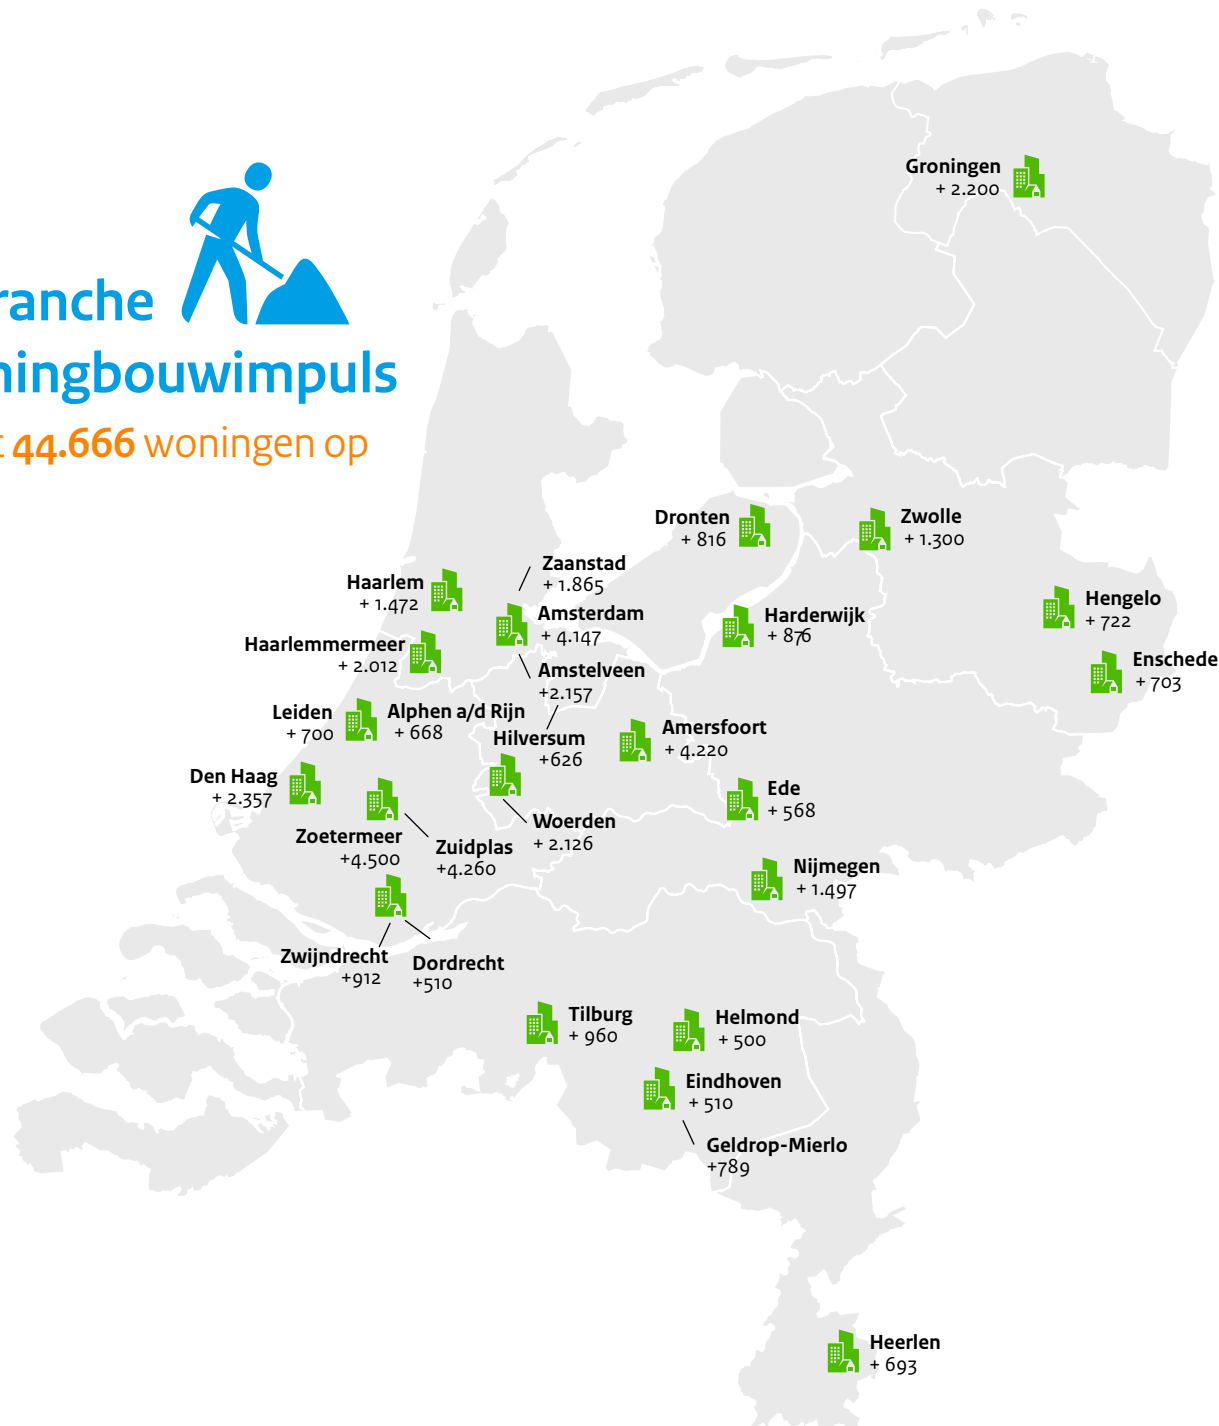 ranche
ningbouwimpuls
t 44.666 woningen op
Groningen
+ 2.200
Dronten
+ 816
Zwolle
+ 1.300
Zaanstad
+ 1.865
Haarlem
+ 1.472
Amsterdam
+ 4.147
Harderwijk
+ 876
Hengelo
+ 722
Haarlemmermeer
+ 2.012
Amstelveen
+2.157
Enschede
+ 703
Leiden
+ 700
Alphen a/d Rijn
+ 668
Hilversum
+626
Amersfoort
+ 4.220
Den Haag
+ 2.357
Ede
+ 568
Zoetermeer
+4.500
Zuidplas
+4.260
Woerden
+ 2.126
Nijmegen
+ 1.497
Zwijndrecht
+912
Dordrecht
+510
Tilburg
+ 960
Helmond
+ 500
Eindhoven
+ 510
Geldrop-Mierlo
+789
Heerlen
+ 693